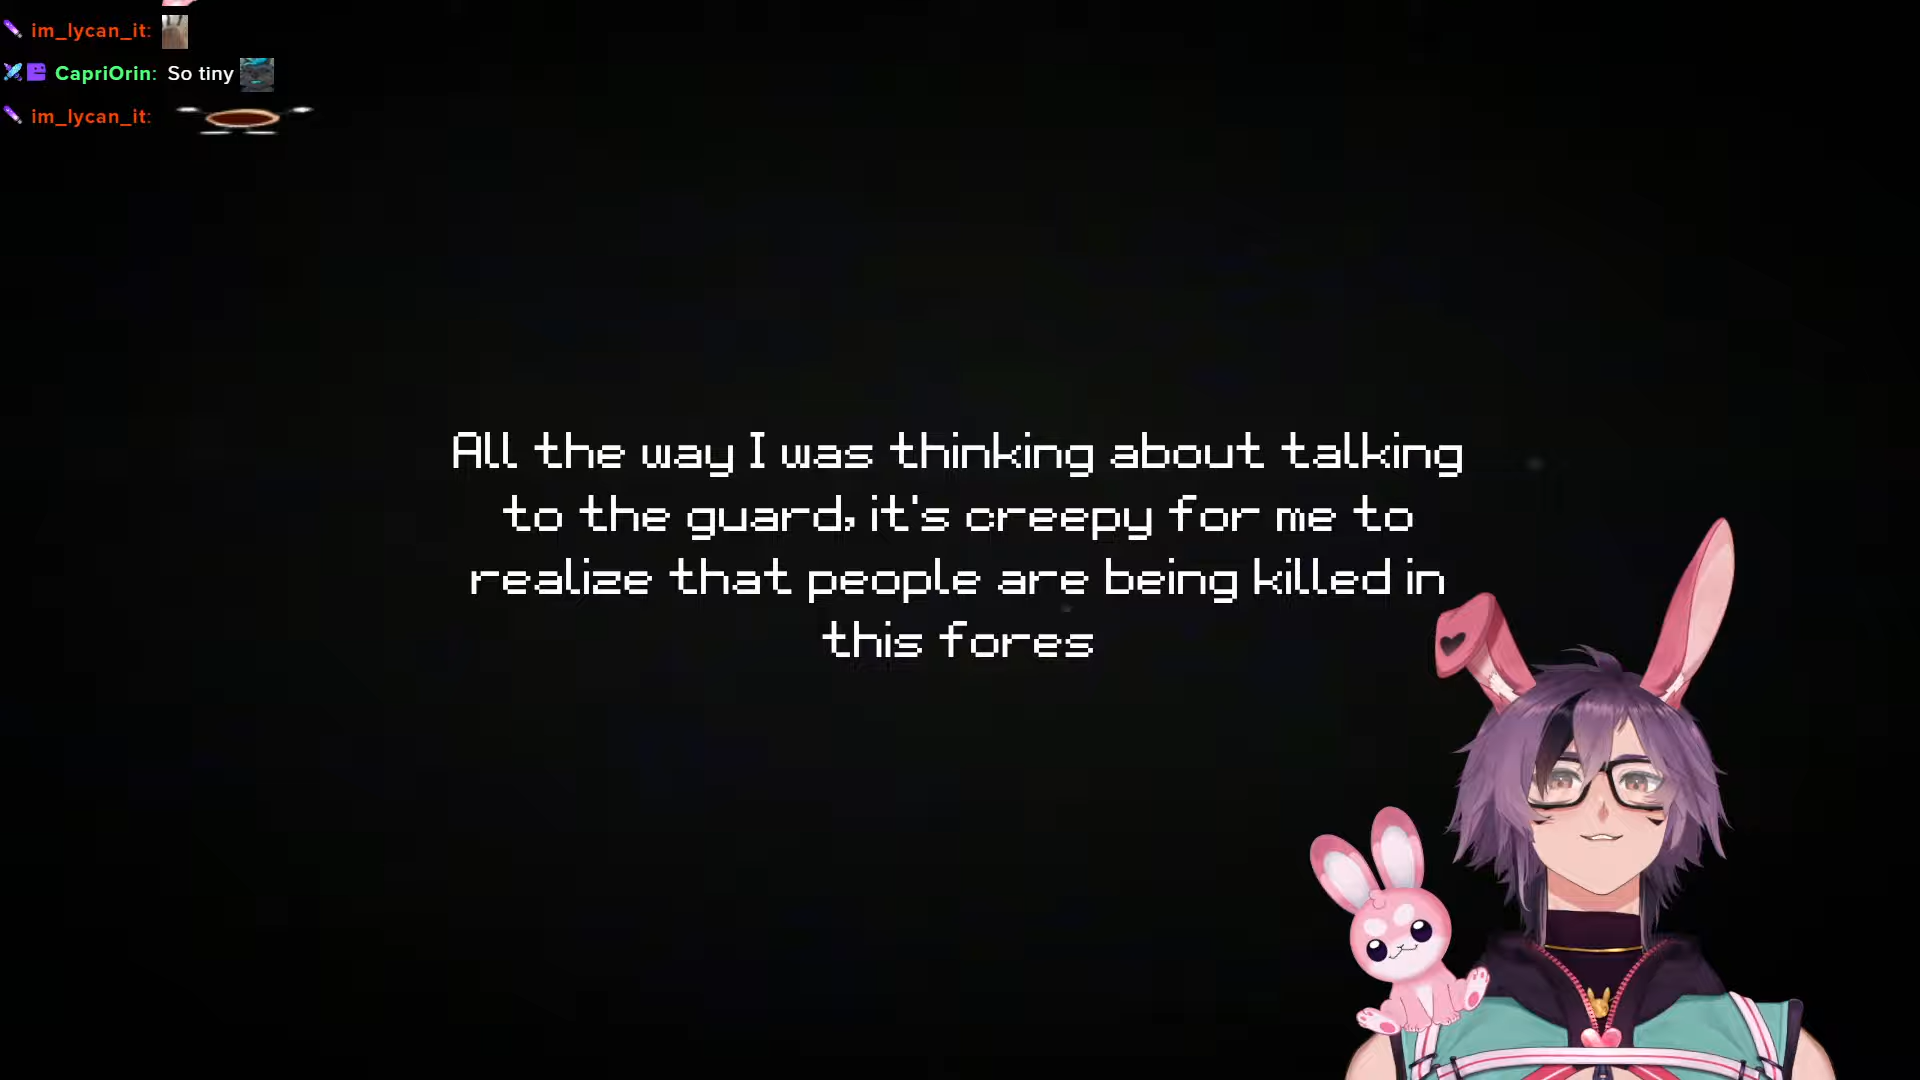 im_lycan_it:
CapriOrin: So tiny
im_lycan_it:
All the way I was thinking about talking
to the guard, it's creepy for me to
realize that people are being killed in
this fores